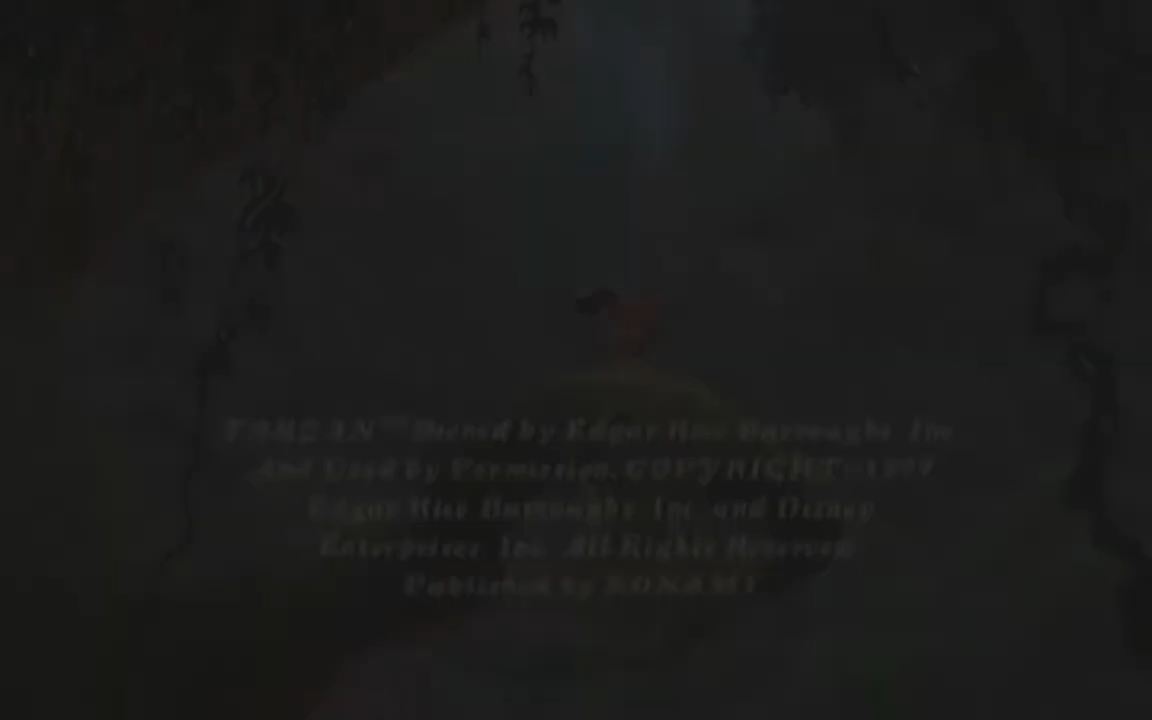 TARZAN™ Owned by Edgar Rice Burroughs, Inc.
And Used by Permission. COPYRIGHT©1999
Edgar Rice Burroughs, Inc. and Disney
Enterprises, Inc. All Rights Reserved.
Published by KONAMI